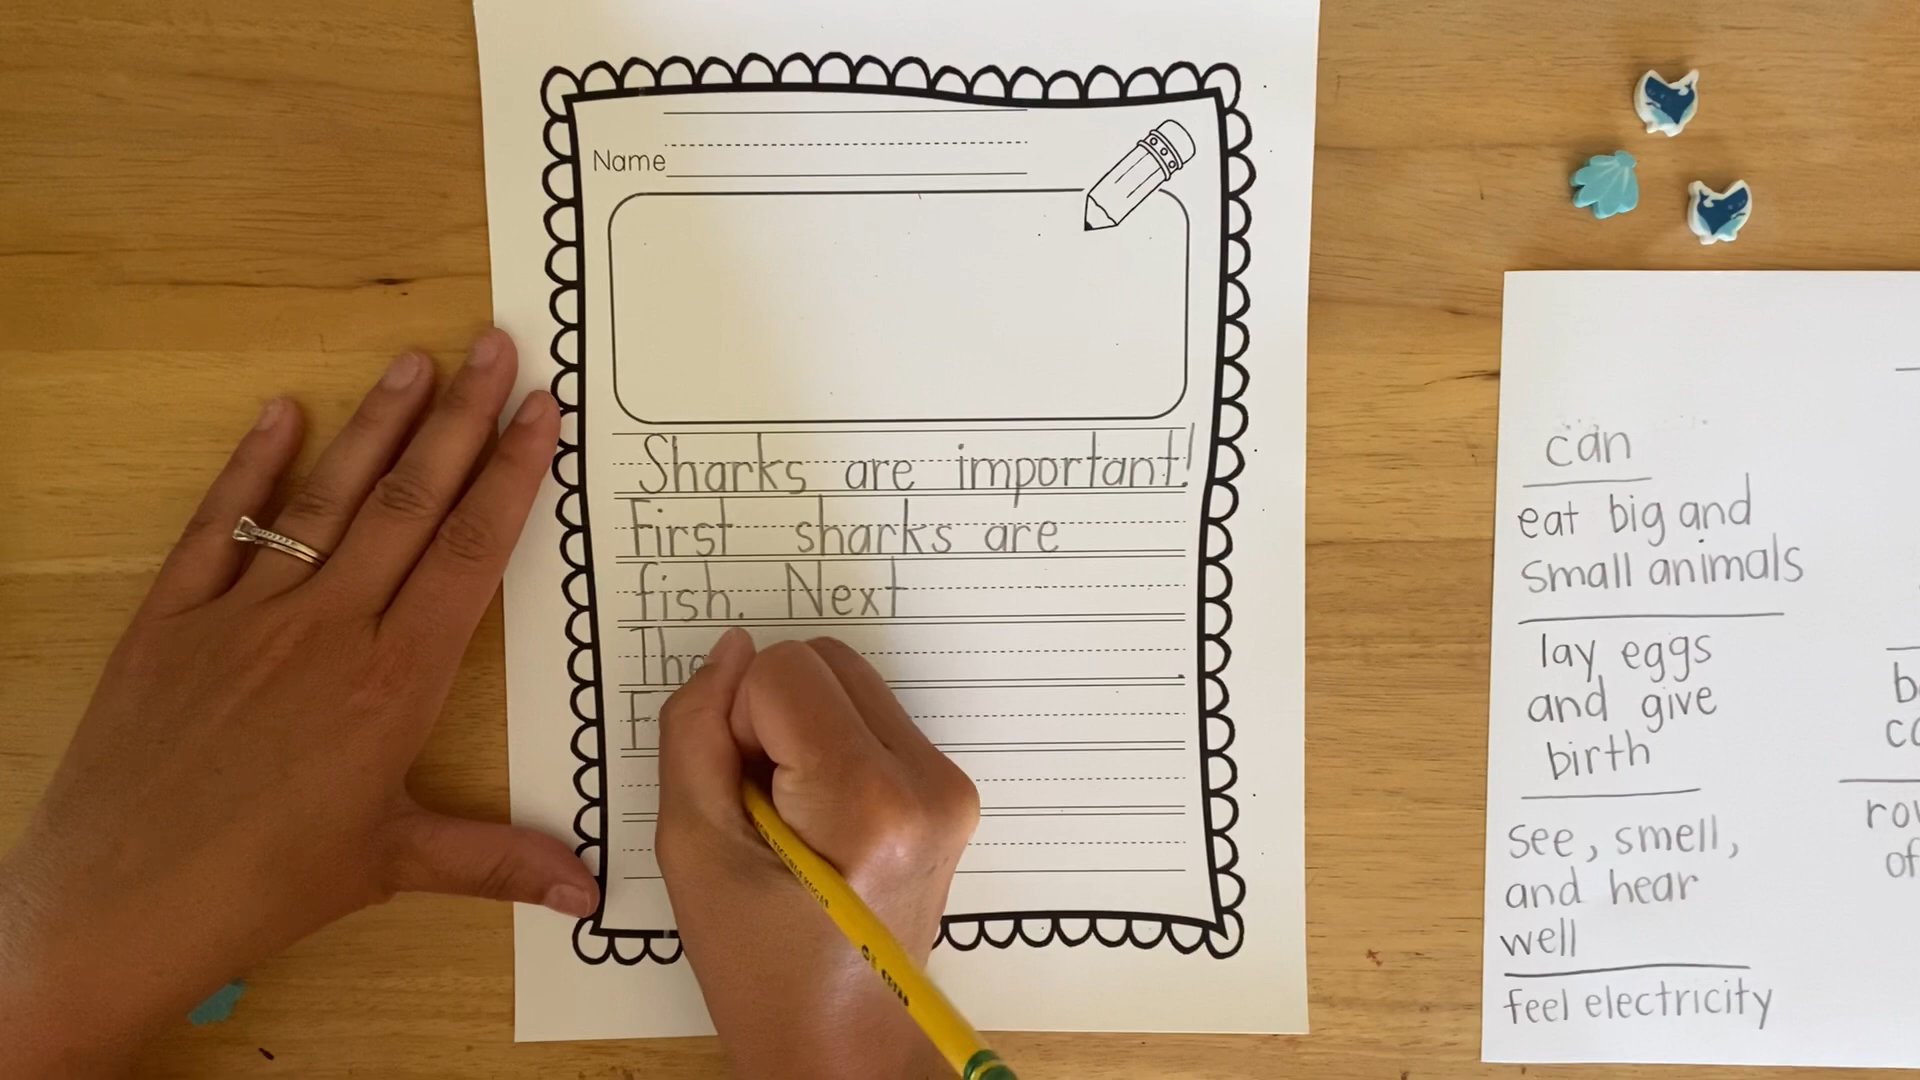 Name
Sharks are important!
First sharks are
fish. Next
can
eat big and
small animals
lay eggs
and give
birth
see, smell,
and hear
well
feel electricity